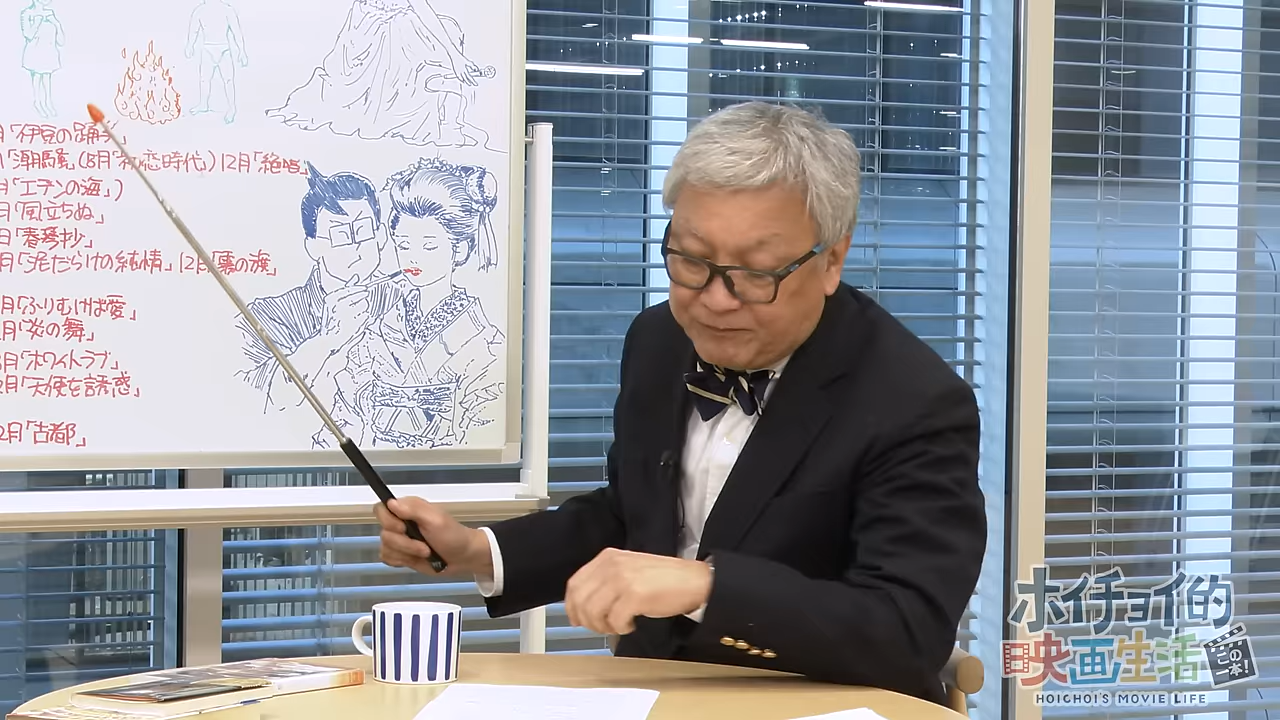 月「伊豆の踊子」
月「潮騒」(8月「初恋時代」) 12月「絶唱」
月「エデンの海」)
月「風立ちぬ」
月「春琴抄」
月「泥だらけの純情」 12月「霧の旗」
月「ふりむけば愛」
月「炎の舞」
月「ホワイトラブ」
月「天使を誘惑」
2月「古都」
ホイチョイ的
映画生活
この一本!
HOICHOI'S MOVIE LIFE